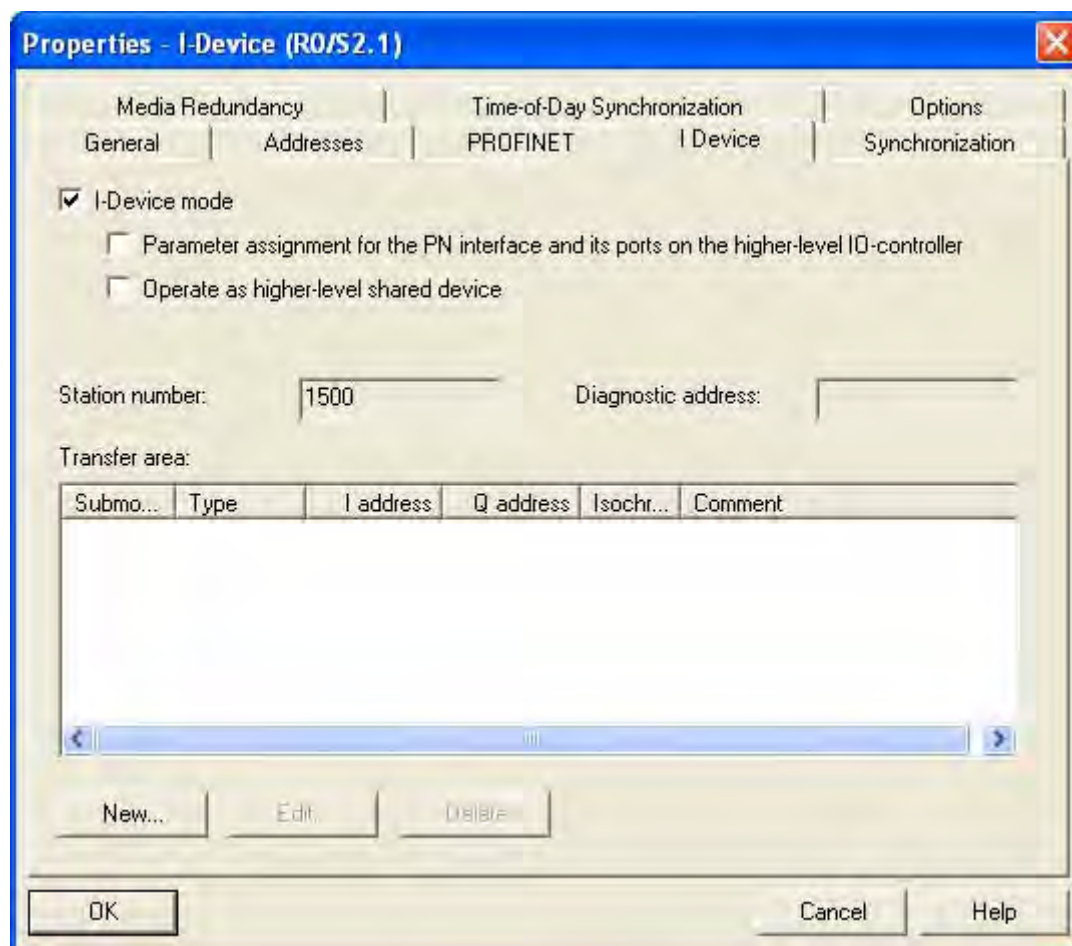 Properties - I-Device (R0/S2.1)
Media Redundancy Time-of-Day Synchronization Options
General Addresses PROFINET I Device Synchronization
I-Device mode
Parameter assignment for the PN interface and its ports on the higher-level IO-controller
Operate as higher-level shared device
Station number: 1500 Diagnostic address:
Transfer area:
Submo... Type I address Q address Isochr... Comment
New... Edit... Delete
OK Cancel Help